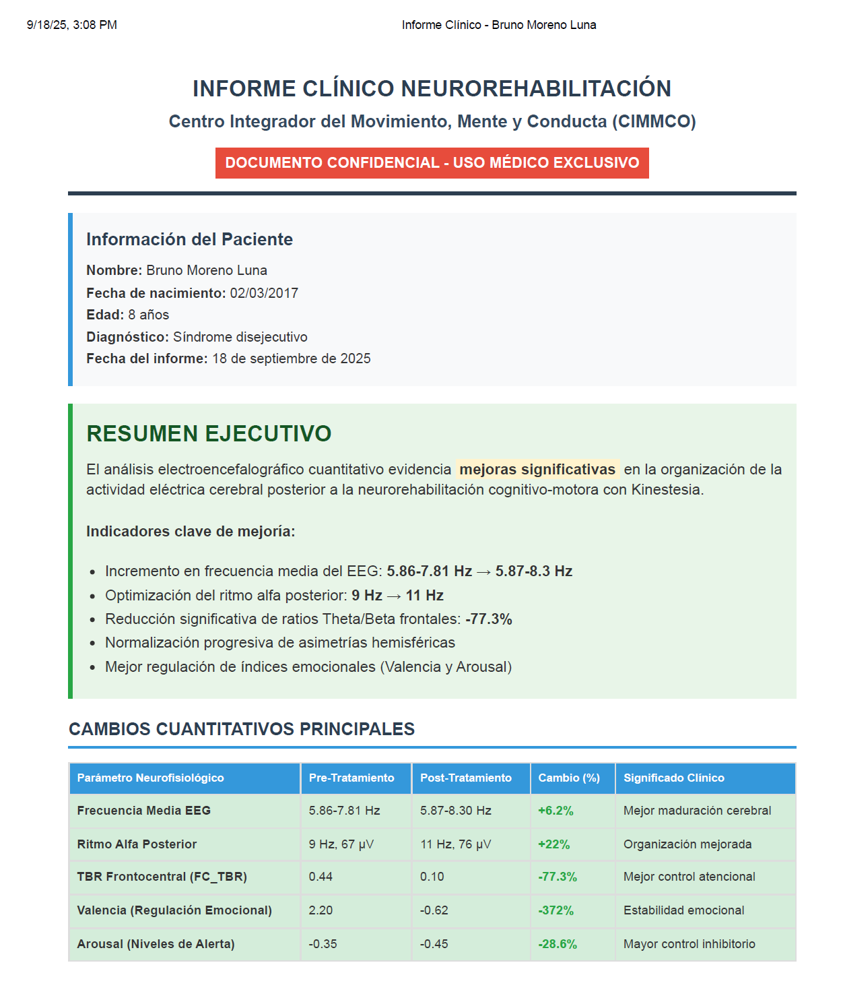 9/18/25, 3:08 PM Informe Clínico - Bruno Moreno Luna
INFORME CLÍNICO NEUROREHABILITACIÓN
Centro Integrador del Movimiento, Mente y Conducta (CIMMCO)
DOCUMENTO CONFIDENCIAL - USO MÉDICO EXCLUSIVO
Información del Paciente
Nombre: Bruno Moreno Luna
Fecha de nacimiento: 02/03/2017
Edad: 8 años
Diagnóstico: Síndrome disejecutivo
Fecha del informe: 18 de septiembre de 2025
RESUMEN EJECUTIVO
El análisis electroencefalográfico cuantitativo evidencia mejoras significativas en la organización de la
actividad eléctrica cerebral posterior a la neurorehabilitación cognitivo-motora con Kinestesia.
Indicadores clave de mejoría:
• Incremento en frecuencia media del EEG: 5.86-7.81 Hz → 5.87-8.3 Hz
• Optimización del ritmo alfa posterior: 9 Hz → 11 Hz
• Reducción significativa de ratios Theta/Beta frontales: -77.3%
• Normalización progresiva de asimetrías hemisféricas
• Mejor regulación de índices emocionales (Valencia y Arousal)
CAMBIOS CUANTITATIVOS PRINCIPALES
Parámetro Neurofisiológico Pre-Tratamiento Post-Tratamiento Cambio (%) Significado Clínico
Frecuencia Media EEG 5.86-7.81 Hz 5.87-8.30 Hz +6.2% Mejor maduración cerebral
Ritmo Alfa Posterior 9 Hz, 67 μV 11 Hz, 76 μV +22% Organización mejorada
TBR Frontocentral (FC_TBR) 0.44 0.10 -77.3% Mejor control atencional
Valencia (Regulación Emocional) 2.20 -0.62 -372% Estabilidad emocional
Arousal (Niveles de Alerta) -0.35 -0.45 -28.6% Mayor control inhibitorio